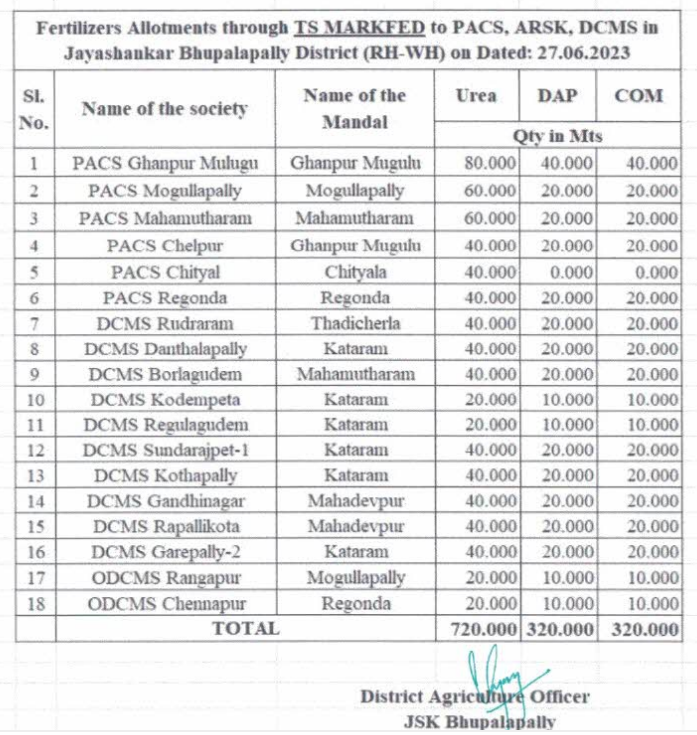 Fertilizers Allotments through TS MARKFED to PACS, ARSK, DCMS in
Jayashankar Bhupalapally District (RH-WH) on Dated: 27.06.2023
Sl. No. Name of the society Name of the Mandal Urea DAP COM
Qty in Mts
1 PACS Ghanpur Mulugu Ghanpur Mugulu 80.000 40.000 40.000
2 PACS Mogullapally Mogullapally 60.000 20.000 20.000
3 PACS Mahamutharam Mahamutharam 60.000 20.000 20.000
4 PACS Chelpur Ghanpur Mugulu 40.000 20.000 20.000
5 PACS Chityal Chityala 40.000 0.000 0.000
6 PACS Regonda Regonda 40.000 20.000 20.000
7 DCMS Rudraram Thadicherla 40.000 20.000 20.000
8 DCMS Danthalapally Kataram 40.000 20.000 20.000
9 DCMS Borlagudem Mahamutharam 40.000 20.000 20.000
10 DCMS Kodempeta Kataram 20.000 10.000 10.000
11 DCMS Regulagudem Kataram 20.000 10.000 10.000
12 DCMS Sundarajpet-1 Kataram 40.000 20.000 20.000
13 DCMS Kothapally Kataram 40.000 20.000 20.000
14 DCMS Gandhinagar Mahadevpur 40.000 20.000 20.000
15 DCMS Rapallikota Mahadevpur 40.000 20.000 20.000
16 DCMS Garepally-2 Kataram 40.000 20.000 20.000
17 ODCMS Rangapur Mogullapally 20.000 10.000 10.000
18 ODCMS Chennapur Regonda 20.000 10.000 10.000
TOTAL 720.000 320.000 320.000
District Agriculture Officer
JSK Bhupalapally